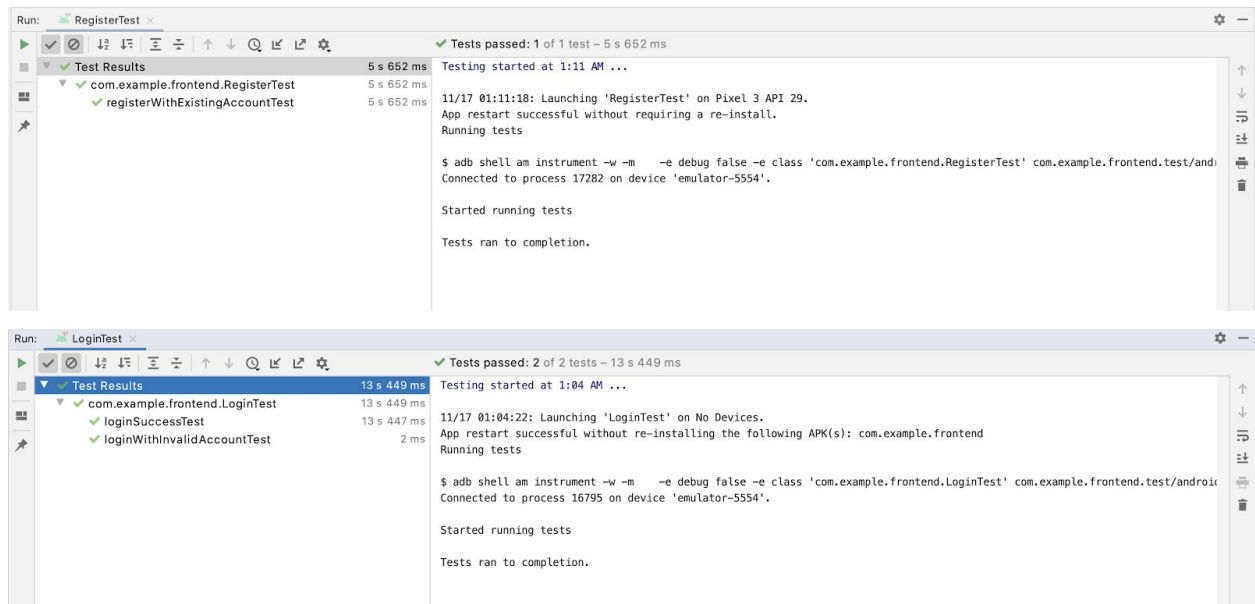 Run: RegisterTest ×
✔ Tests passed: 1 of 1 test – 5 s 652 ms
Test Results 5 s 652 ms
com.example.frontend.RegisterTest 5 s 652 ms
registerWithExistingAccountTest 5 s 652 ms
Testing started at 1:11 AM ...
11/17 01:11:18: Launching 'RegisterTest' on Pixel 3 API 29.
App restart successful without requiring a re-install.
Running tests
$ adb shell am instrument -w -m    -e debug false -e class 'com.example.frontend.RegisterTest' com.example.frontend.test/andr
Connected to process 17282 on device 'emulator-5554'.
Started running tests
Tests ran to completion.
Run: LoginTest ×
✔ Tests passed: 2 of 2 tests – 13 s 449 ms
Test Results 13 s 449 ms
com.example.frontend.LoginTest 13 s 449 ms
loginSuccessTest 13 s 447 ms
loginWithInvalidAccountTest 2 ms
Testing started at 1:04 AM ...
11/17 01:04:22: Launching 'LoginTest' on No Devices.
App restart successful without re-installing the following APK(s): com.example.frontend
Running tests
$ adb shell am instrument -w -m    -e debug false -e class 'com.example.frontend.LoginTest' com.example.frontend.test/androi
Connected to process 16795 on device 'emulator-5554'.
Started running tests
Tests ran to completion.